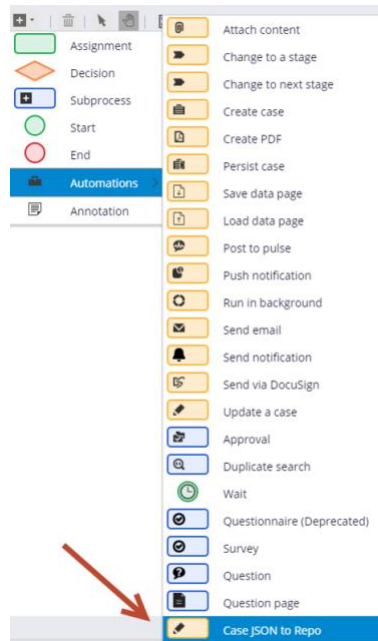 Assignment
Decision
Subprocess
Start
End
Automations
Annotation
Attach content
Change to a stage
Change to next stage
Create case
Create PDF
Persist case
Save data page
Load data page
Post to pulse
Push notification
Run in background
Send email
Send notification
Send via DocuSign
Update a case
Approval
Duplicate search
Wait
Questionnaire (Deprecated)
Survey
Question
Question page
Case JSON to Repo